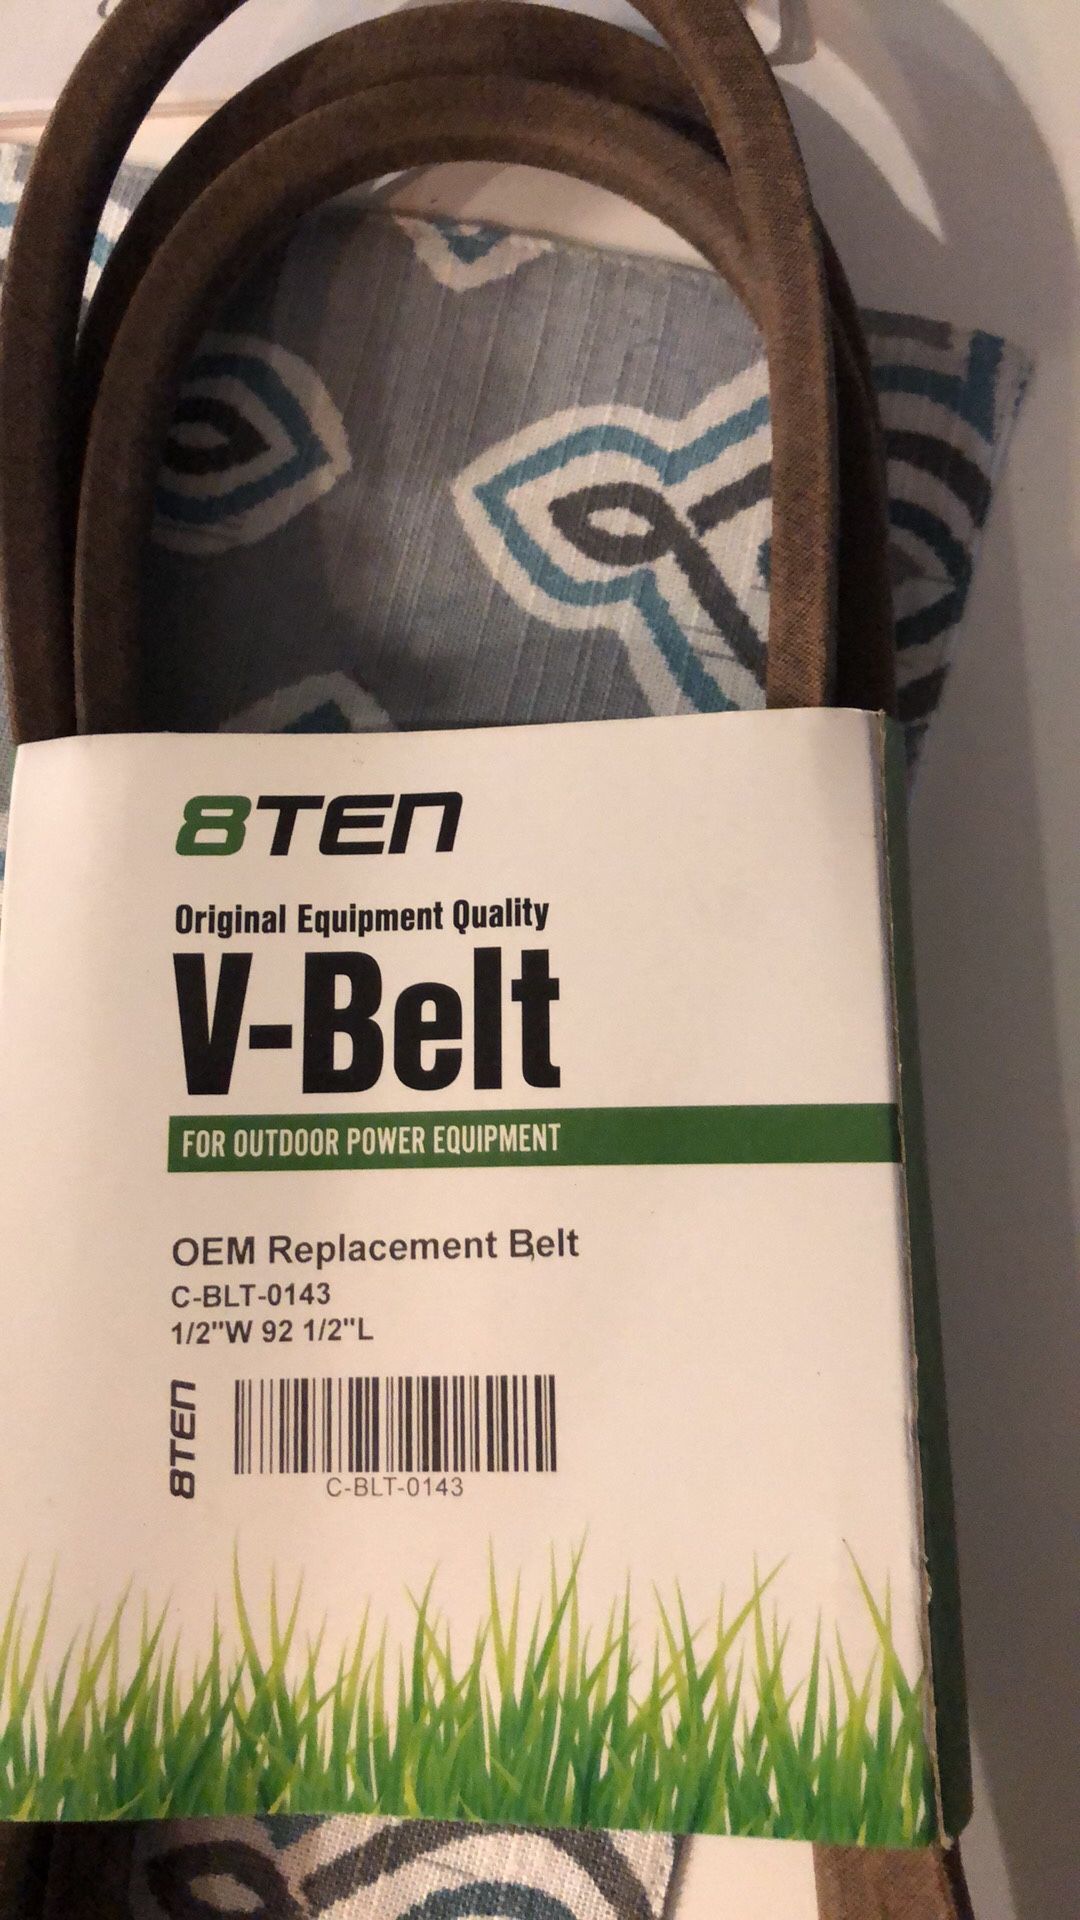 8TEN
Original Equipment Quality
V-Belt
FOR OUTDOOR POWER EQUIPMENT
OEM Replacement Belt
C-BLT-0143
1/2"W 92 1/2"L
8TEN
C-BLT-0143